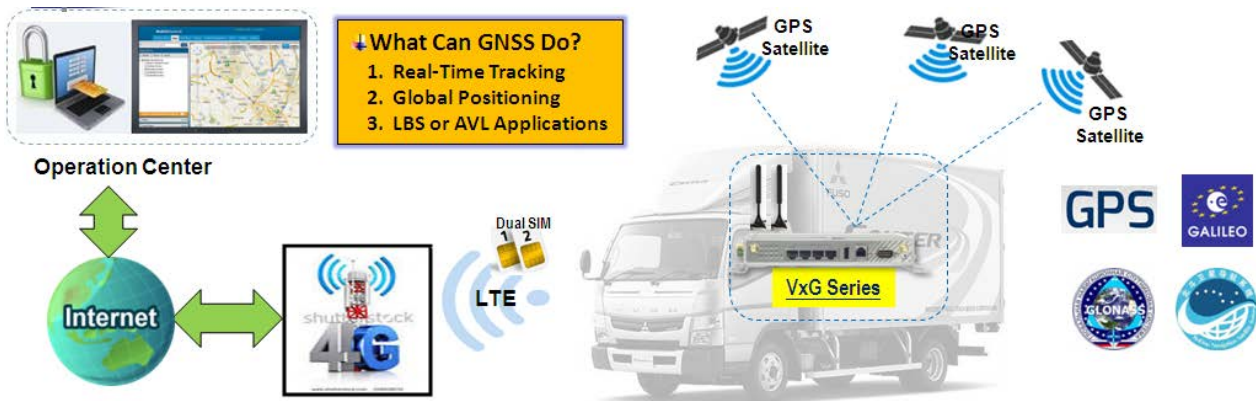 What Can GNSS Do?
1. Real-Time Tracking
2. Global Positioning
3. LBS or AVL Applications
GPS
Satellite
GPS
Satellite
GPS
Satellite
Operation Center
Internet
shutterstock
4G
Dual SIM
1 2
LTE
FUSO
VxG Series
GPS
GALILEO
GLONASS